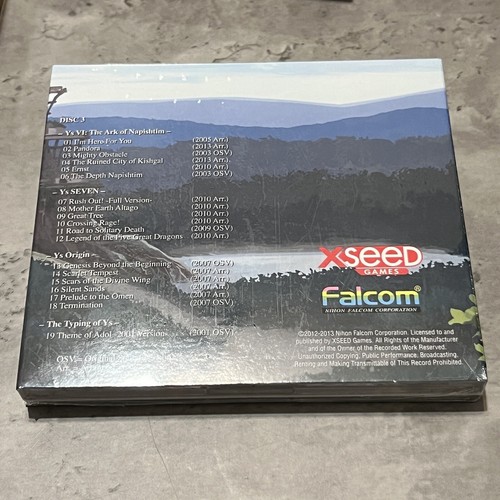 DISC 3
– Ys VI: The Ark of Napishtim –
01 I'm Here For You (2005 Arr.)
02 Pandora (2013 Arr.)
03 Mighty Obstacle (2003 OSV)
04 The Ruined City of Kishgal (2013 Arr.)
05 Ernst (2010 Arr.)
06 The Depth Napishtim (2003 OSV)
– Ys SEVEN –
07 Rush Out! -Full Version- (2010 Arr.)
08 Mother Earth Altago (2010 Arr.)
09 Great Tree (2010 Arr.)
10 Crossing Rage! (2010 Arr.)
11 Road to Solitary Death (2009 OSV)
12 Legend of the Five Great Dragons (2010 Arr.)
– Ys Origin –
13 Genesis Beyond the Beginning (2007 OSV)
14 Scarlet Tempest (2007 Arr.)
15 Scars of the Divine Wing (2007 Arr.)
16 Silent Sands (2007 Arr.)
17 Prelude to the Omen (2007 OSV)
18 Termination (2007 OSV)
– The Typing of Ys –
19 Theme of Adol -2001 Version- (2001 OSV)
OSV – Original
Arr.
XSEED
GAMES
Falcom®
NIHON FALCOM CORPORATION
©2012-2013 Nihon Falcom Corporation. Licensed to and
published by XSEED Games. All Rights of the Manufacturer
and of the Owner of the Recorded Work Reserved.
Unauthorized Copying, Public Performance, Broadcasting,
Renting and Making Transmittable of This Record Prohibited.